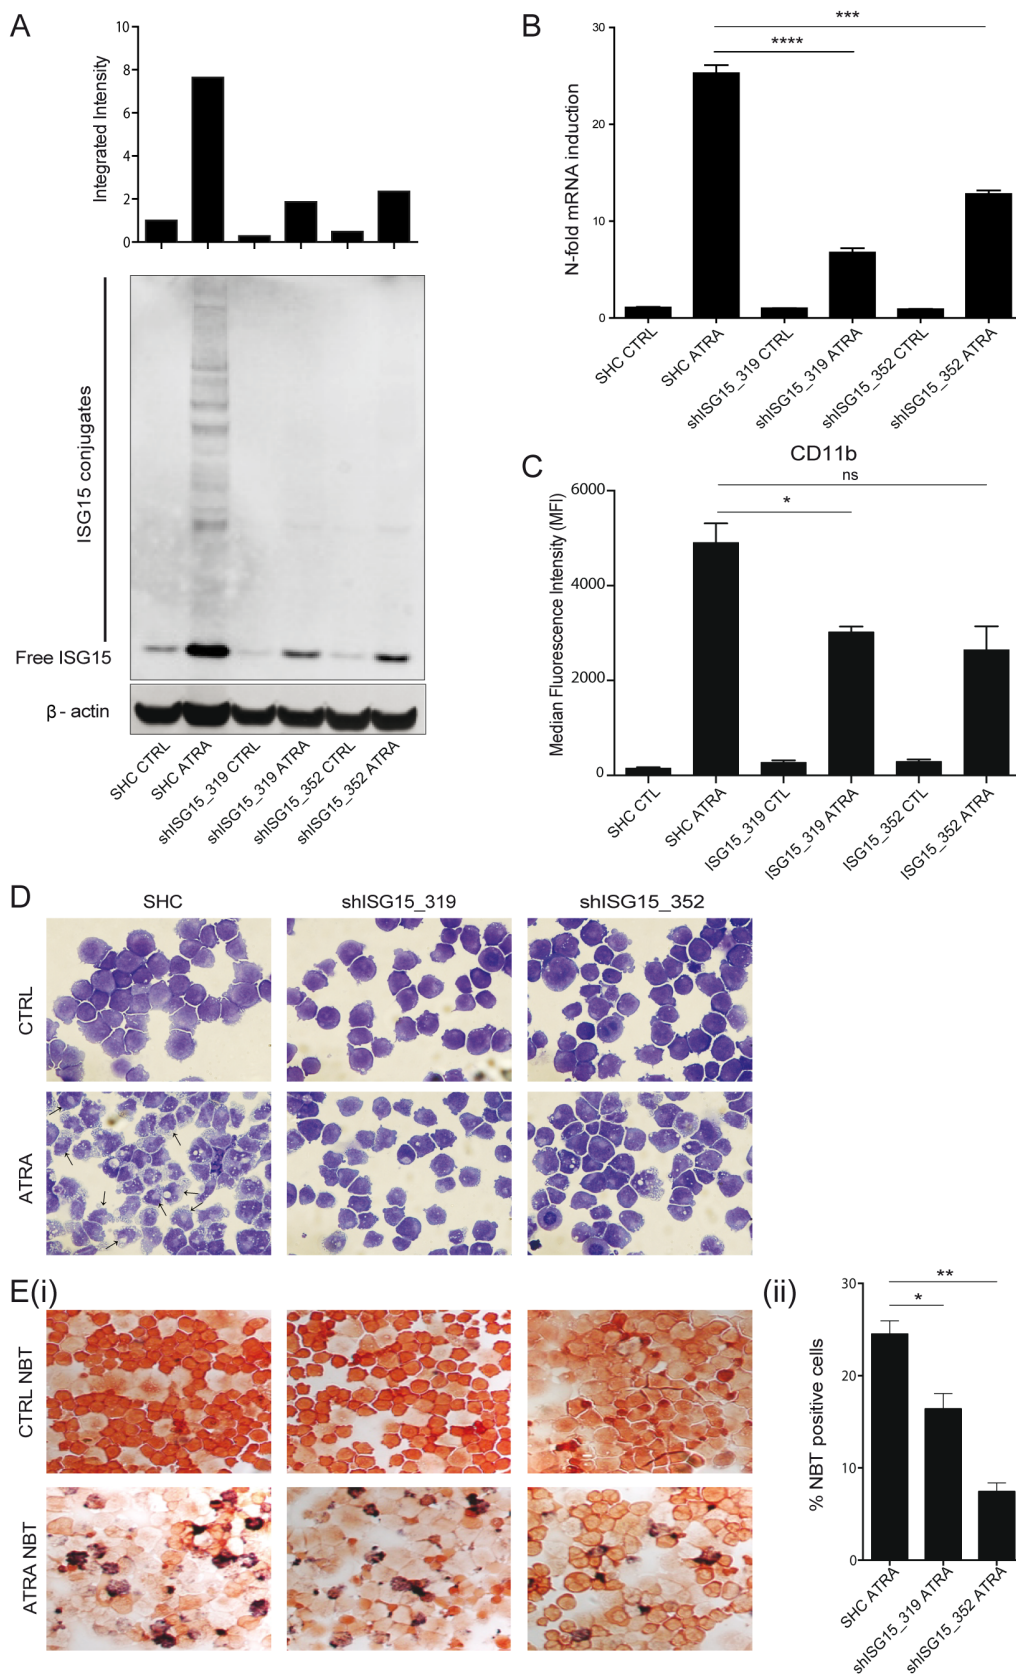 A
10
8
6
4
2
0
Integrated Intensity
ISG15 conjugates
Free ISG15
β - actin
SHC CTRL
SHC ATRA
shISG15_319 CTRL
shISG15_319 ATRA
shISG15_352 CTRL
shISG15_352 ATRA
B
***
****
30
20
10
0
N-fold mRNA induction
SHC CTRL
SHC ATRA
shISG15_319 CTRL
shISG15_319 ATRA
shISG15_352 CTRL
shISG15_352 ATRA
C
CD11b
ns
*
6000
4000
2000
0
Median Fluorescence Intensity (MFI)
SHC CTL
SHC ATRA
ISG15_319 CTL
ISG15_319 ATRA
ISG15_352 CTL
ISG15_352 ATRA
D
SHC
shISG15_319
shISG15_352
CTRL
ATRA
E(i)
CTRL NBT
ATRA NBT
(ii)
**
*
30
20
10
0
% NBT positive cells
SHC ATRA
shISG15_319 ATRA
shISG15_352 ATRA